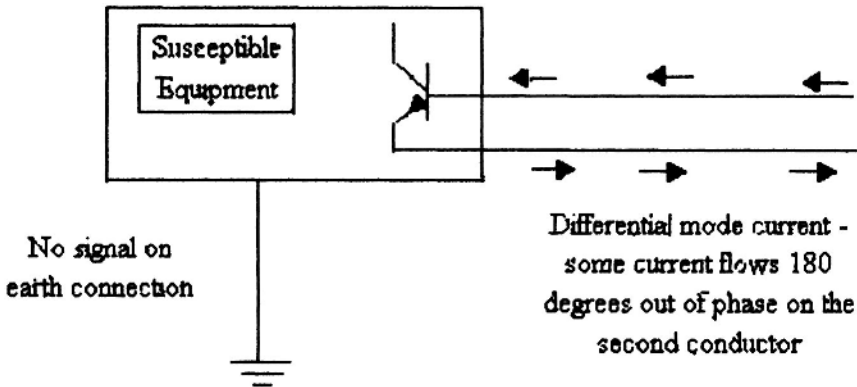 Susceptible
Equipment
No signal on
earth connection
Differential mode current -
some current flows 180
degrees out of phase on the
second conductor